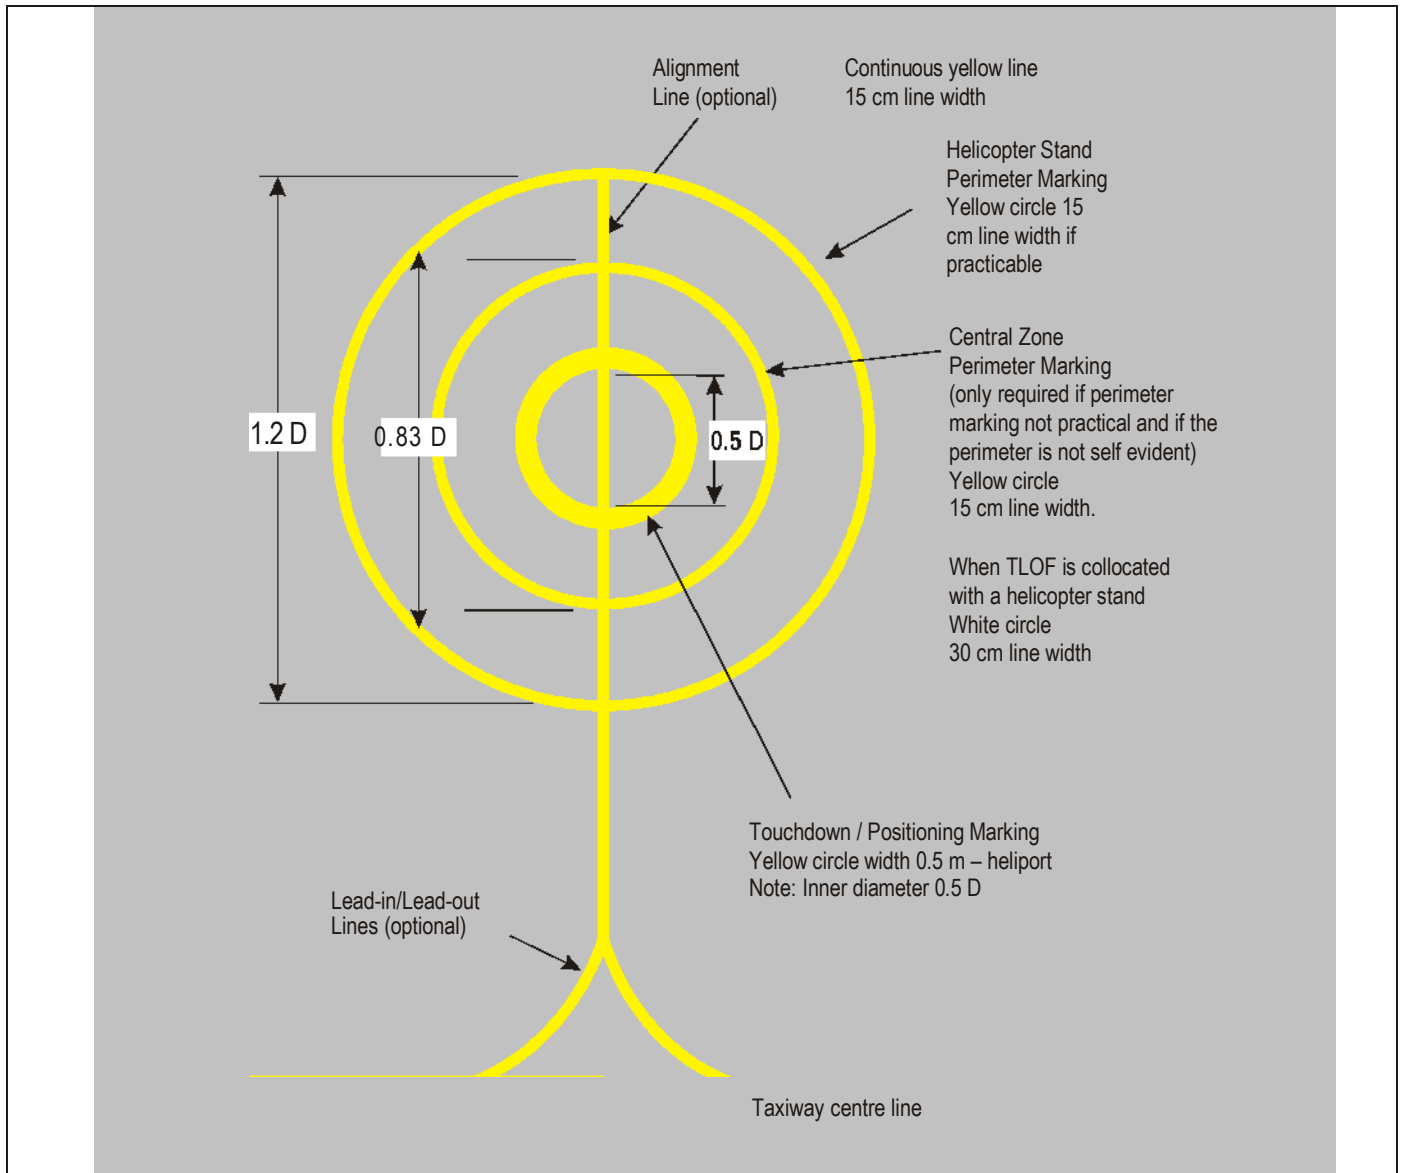 Alignment
Line (optional)
Continuous yellow line
15 cm line width
Helicopter Stand
Perimeter Marking
Yellow circle 15
cm line width if
practicable
Central Zone
Perimeter Marking
(only required if perimeter
marking not practical and if the
perimeter is not self evident)
Yellow circle
15 cm line width.
1.2 D
0.83 D
0.5 D
When TLOF is collocated
with a helicopter stand
White circle
30 cm line width
Touchdown / Positioning Marking
Yellow circle width 0.5 m – heliport
Note: Inner diameter 0.5 D
Lead-in/Lead-out
Lines (optional)
Taxiway centre line